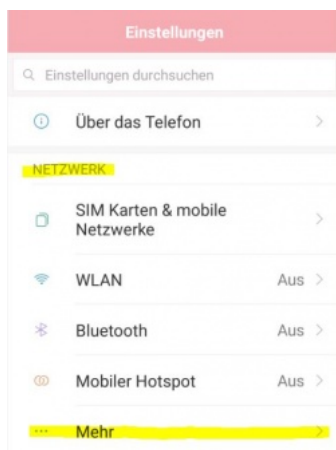 Einstellungen
Einstellungen durchsuchen
Über das Telefon
NETZWERK
SIM Karten & mobile
Netzwerke
WLAN Aus
Bluetooth Aus
Mobiler Hotspot Aus
Mehr